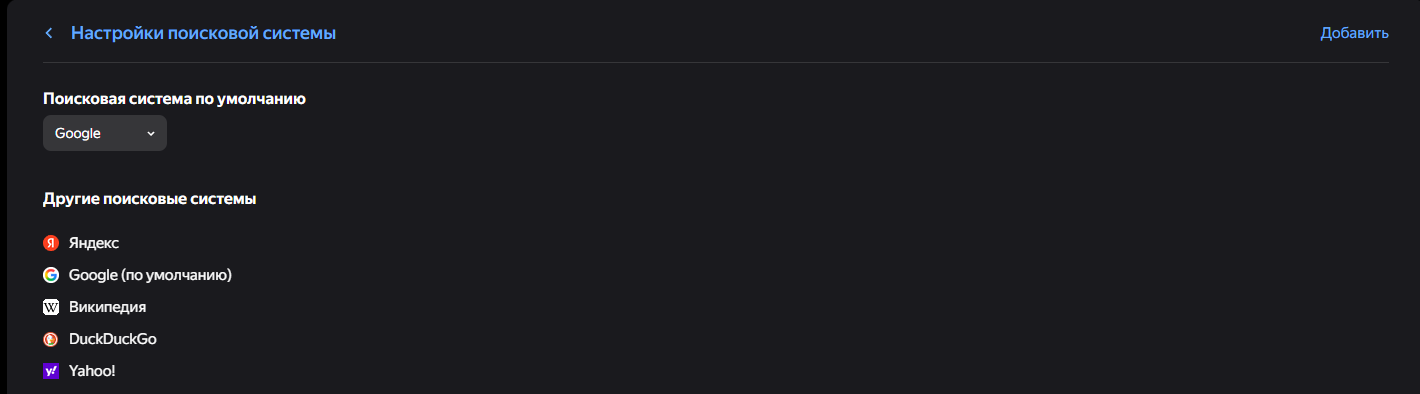 Настройки поисковой системы
Добавить
Поисковая система по умолчанию
Google
Другие поисковые системы
Яндекс
Google (по умолчанию)
Википедия
DuckDuckGo
Yahoo!